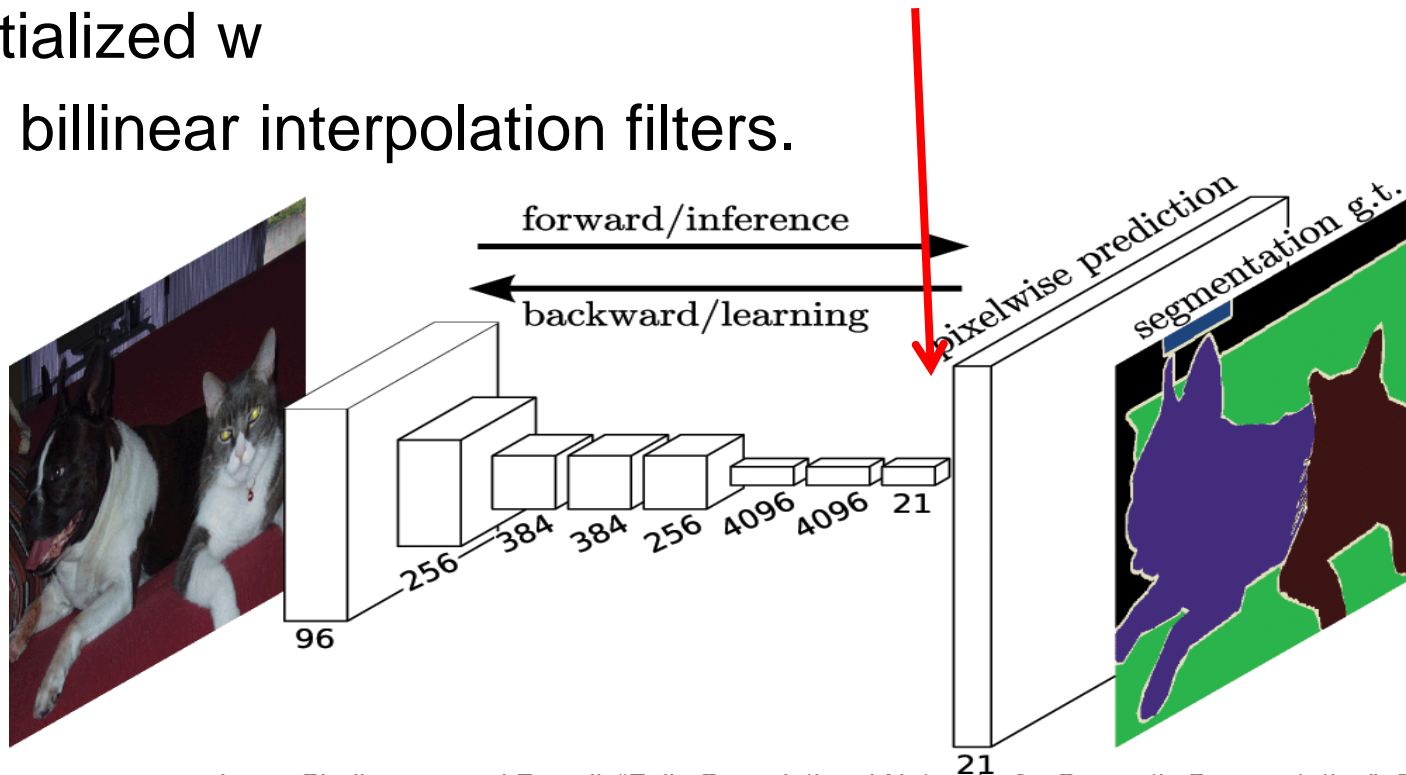 tialized w
billinear interpolation filters.
forward/inference
backward/learning
pixelwise prediction
segmentation g.t.
96
256
384
384
256
4096
4096
21
21